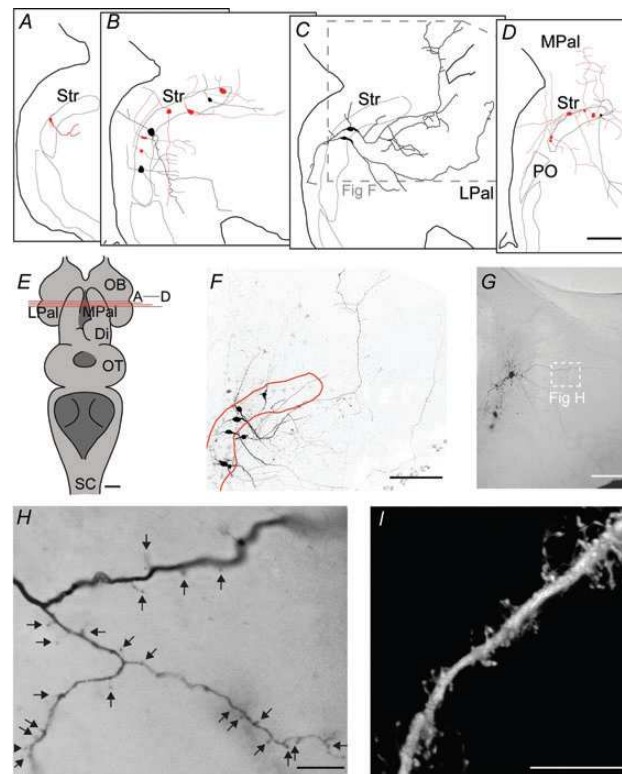 A
Str
B
Str
C
Str
Fig F
LPal
D
MPal
Str
PO
E
OB
A—D
LPal MPal
Di
OT
SC
F
G
Fig H
H
I